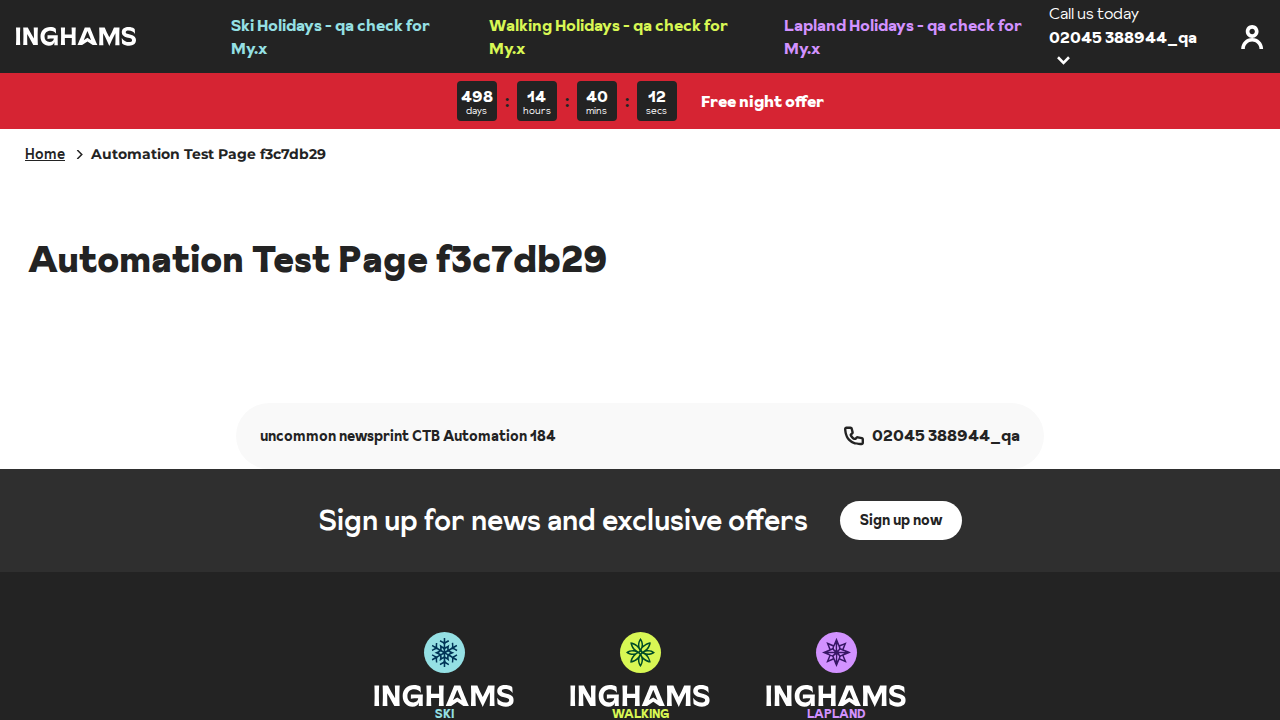 INGHAMS
Ski Holidays - qa check for
My.x
Walking Holidays - qa check for
My.x
Lapland Holidays - qa check for
My.x
Call us today
02045 388944_qa
498 : 14 : 40 : 12
days hours mins secs
Free night offer
Home > Automation Test Page f3c7db29
Automation Test Page f3c7db29
uncommon newsprint CTB Automation 184
02045 388944_qa
Sign up for news and exclusive offers
Sign up now
INGHAMS INGHAMS INGHAMS
SKI WALKING LAPLAND